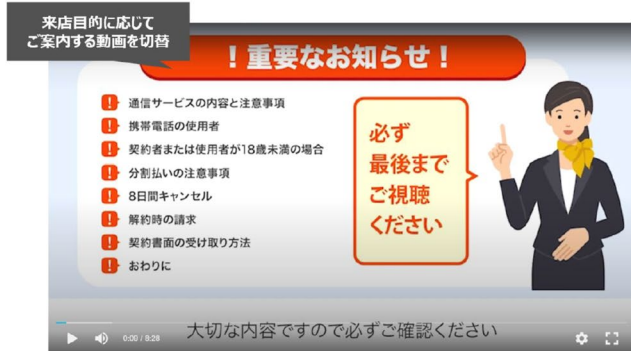 来店目的に応じて
ご案内する動画を切替
！重要なお知らせ！
! 通信サービスの内容と注意事項
! 携帯電話の使用者
! 契約者または使用者が18歳未満の場合
! 分割払いの注意事項
! 8日間キャンセル
! 解約時の請求
! 契約書面の受け取り方法
! おわりに
必ず
最後まで
ご視聴
ください
大切な内容ですので必ずご確認ください
0:00 / 8:28